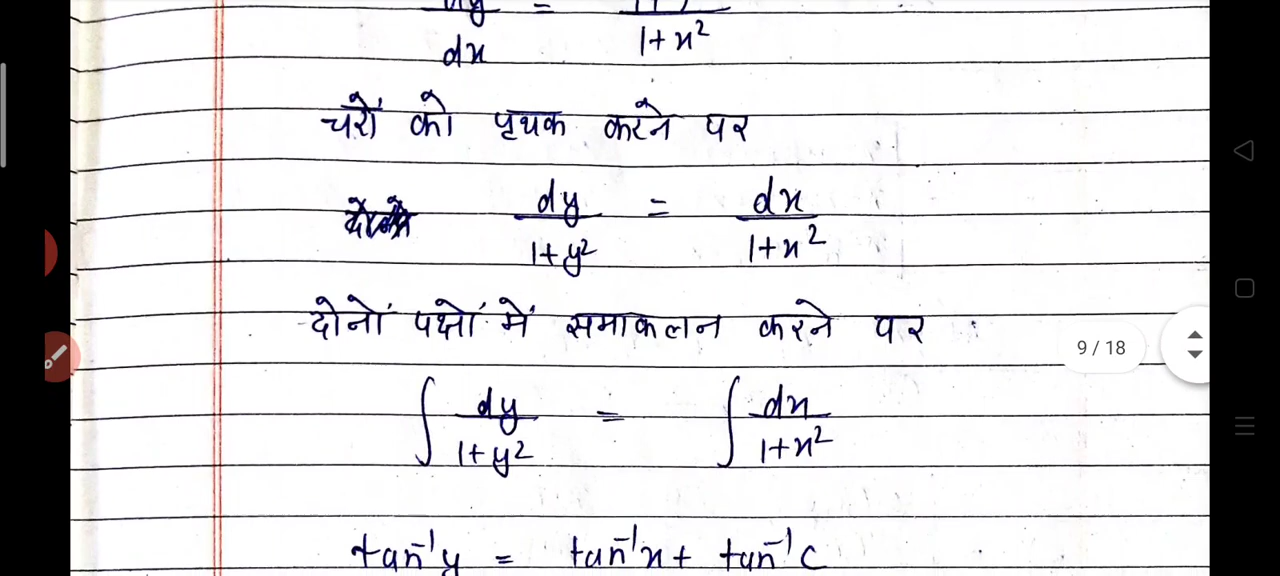 dy/dx = /1+x²
चरों को पृथक करने पर
dy/1+y² = dx/1+x²
दोनों पक्षों में समाकलन करने पर
9 / 18
∫ dy/1+y² = ∫ dx/1+x²
tan⁻¹y = tan⁻¹x + tan⁻¹c